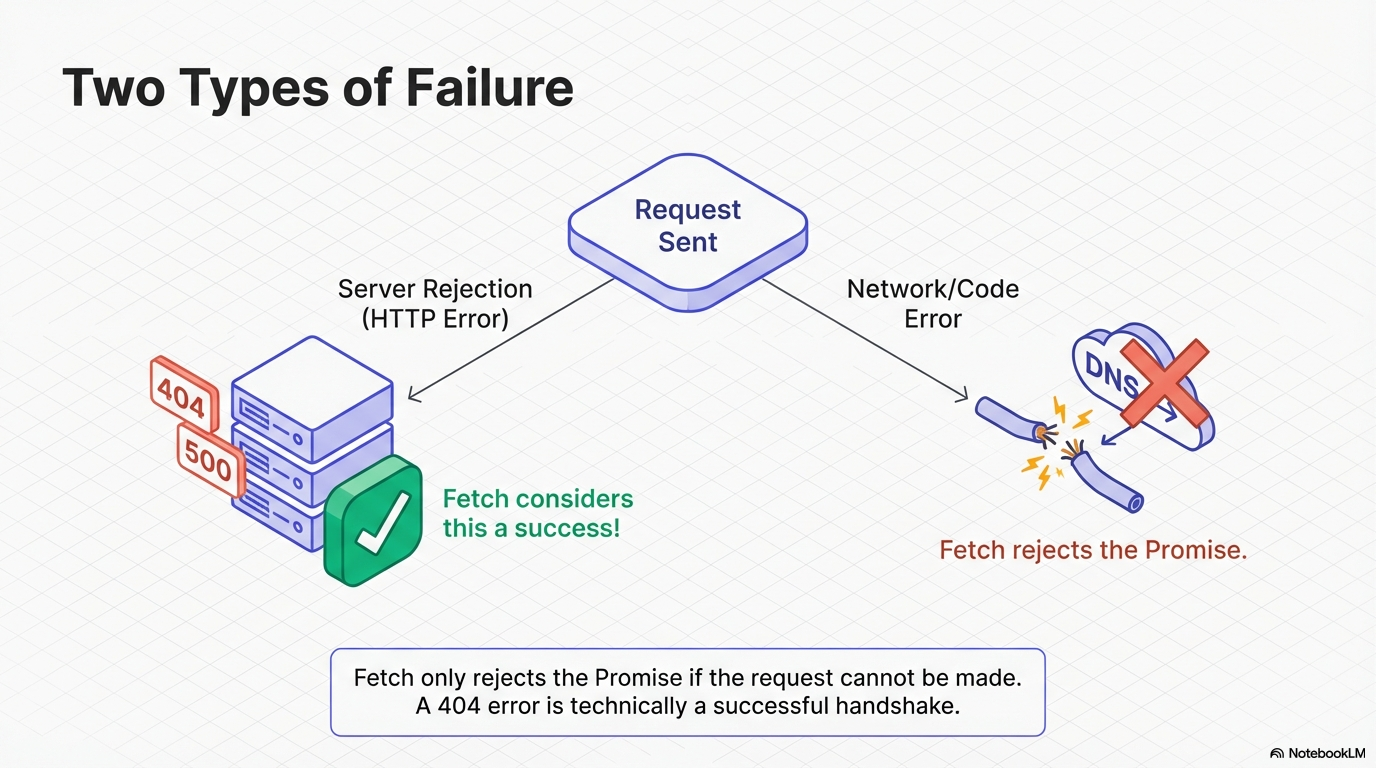 Two Types of Failure
Request
Sent
Server Rejection
(HTTP Error)
Network/Code
Error
404
500
DNS
Fetch considers
this a success!
Fetch rejects the Promise.
Fetch only rejects the Promise if the request cannot be made.
A 404 error is technically a successful handshake.
NotebookLM